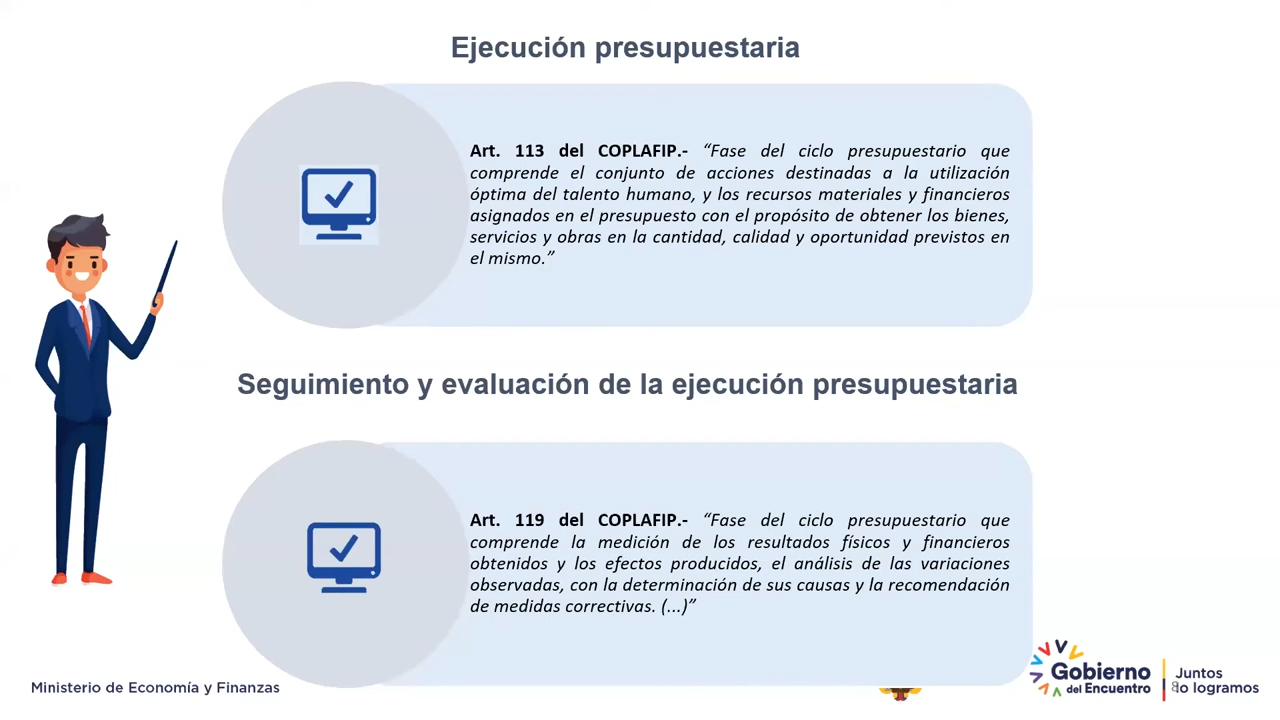 Ejecución presupuestaria
Art. 113 del COPLAFIP.- “Fase del ciclo presupuestario que
comprende el conjunto de acciones destinadas a la utilización
óptima del talento humano, y los recursos materiales y financieros
asignados en el presupuesto con el propósito de obtener los bienes,
servicios y obras en la cantidad, calidad y oportunidad previstos en
el mismo.”
Seguimiento y evaluación de la ejecución presupuestaria
Art. 119 del COPLAFIP.- “Fase del ciclo presupuestario que
comprende la medición de los resultados físicos y financieros
obtenidos y los efectos producidos, el análisis de las variaciones
observadas, con la determinación de sus causas y la recomendación
de medidas correctivas. (...)”
Ministerio de Economía y Finanzas
Gobierno
del Encuentro
Juntos
lo logramos